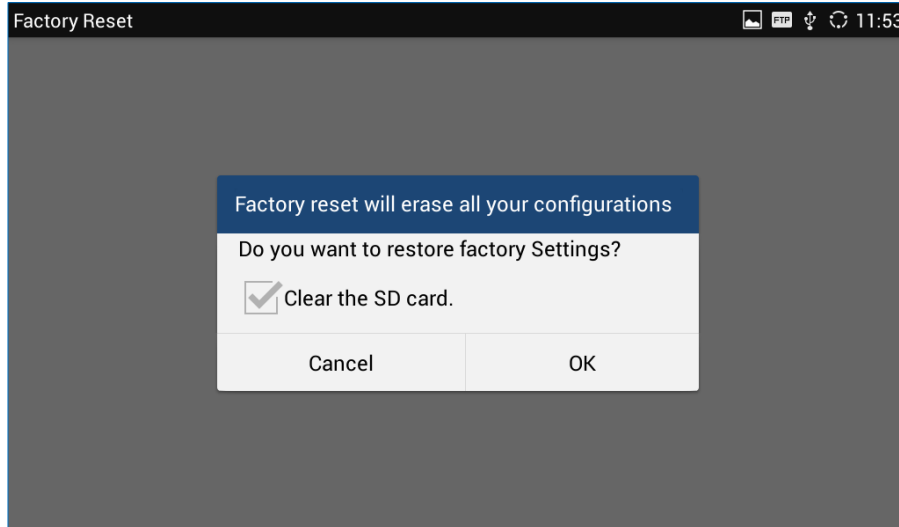 Factory Reset
FTP 11:53
Factory reset will erase all your configurations
Do you want to restore factory Settings?
Clear the SD card.
Cancel OK